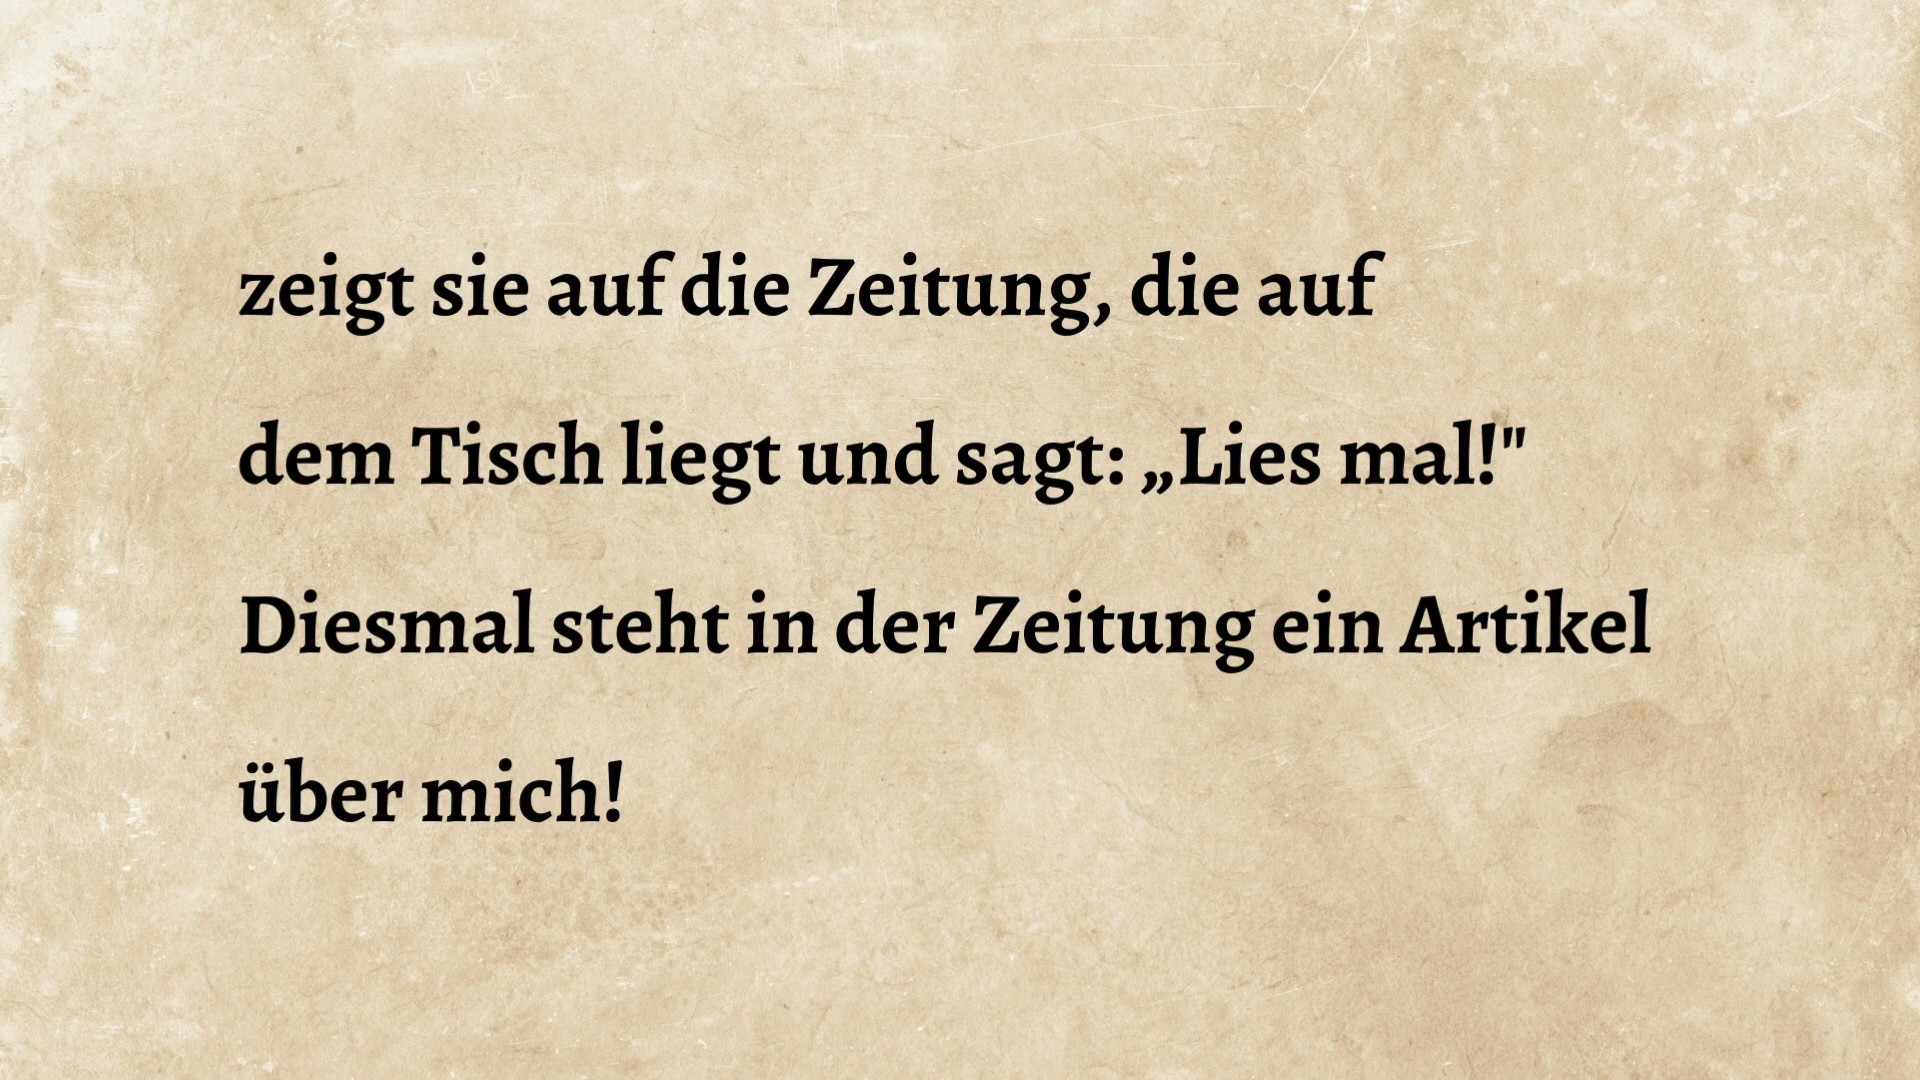 zeigt sie auf die Zeitung, die auf
dem Tisch liegt und sagt: „Lies mal!"
Diesmal steht in der Zeitung ein Artikel
über mich!